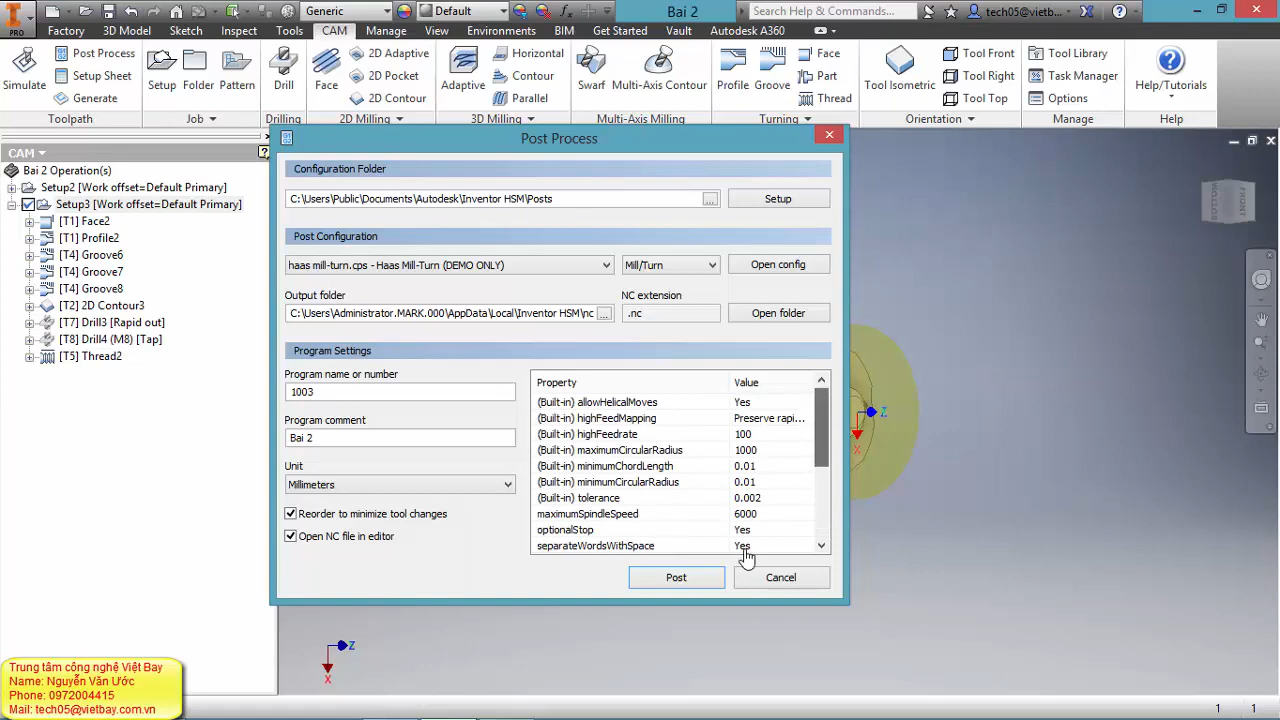 PRO
Generic
Default
Bai 2
Search Help & Commands...
tech05@vietb...
Factory
3D Model
Sketch
Inspect
Tools
CAM
Manage
View
Environments
BIM
Get Started
Vault
Autodesk A360
Simulate
Post Process
Setup Sheet
Generate
Toolpath
Setup
Folder
Pattern
Job
Drill
Drilling
Face
2D Adaptive
2D Pocket
2D Contour
2D Milling
Adaptive
Horizontal
Contour
Parallel
3D Milling
Swarf
Multi-Axis Contour
Multi-Axis Milling
Profile
Groove
Face
Part
Thread
Turning
Tool Isometric
Tool Front
Tool Right
Tool Top
Orientation
Tool Library
Task Manager
Options
Manage
Help/Tutorials
CAM
Bai 2 Operation(s)
Setup2 [Work offset=Default Primary]
Setup3 [Work offset=Default Primary]
[T1] Face2
[T1] Profile2
[T4] Groove6
[T4] Groove7
[T4] Groove8
[T2] 2D Contour3
[T7] Drill3 [Rapid out]
[T8] Drill4 (M8) [Tap]
[T5] Thread2
Post Process
Configuration Folder
C:\Users\Public\Documents\Autodesk\Inventor HSM\Posts
...
Setup
Post Configuration
haas mill-turn.cps - Haas Mill-Turn (DEMO ONLY)
Mill/Turn
Open config
Output folder
NC extension
C:\Users\Administrator.MARK.000\AppData\Local\Inventor HSM\nc
...
.nc
Open folder
Program Settings
Program name or number
1003
Program comment
Bai 2
Unit
Millimeters
Reorder to minimize tool changes
Open NC file in editor
Property Value
(Built-in) allowHelicalMoves Yes
(Built-in) highFeedMapping Preserve rapi...
(Built-in) highFeedrate 100
(Built-in) maximumCircularRadius 1000
(Built-in) minimumChordLength 0.01
(Built-in) minimumCircularRadius 0.01
(Built-in) tolerance 0.002
maximumSpindleSpeed 6000
optionalStop Yes
separateWordsWithSpace Yes
Post
Cancel
FRONT
Z
X
Z
X
Trung tâm công nghệ Việt Bay
Name: Nguyễn Văn Ước
Phone: 0972004415
Mail: tech05@vietbay.com.vn
1 1